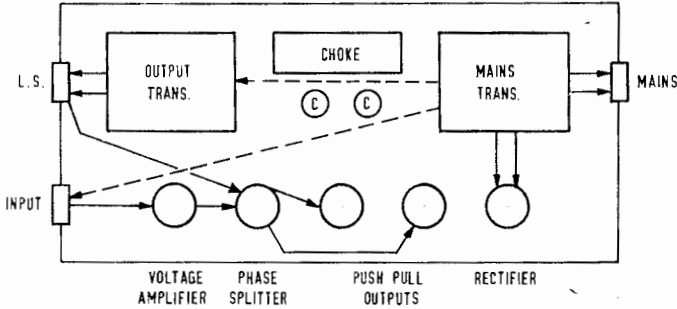 CHOKE
OUTPUT
TRANS.
MAINS
TRANS.
L.S.
MAINS
C C
INPUT
VOLTAGE
AMPLIFIER
PHASE
SPLITTER
PUSH PULL
OUTPUTS
RECTIFIER